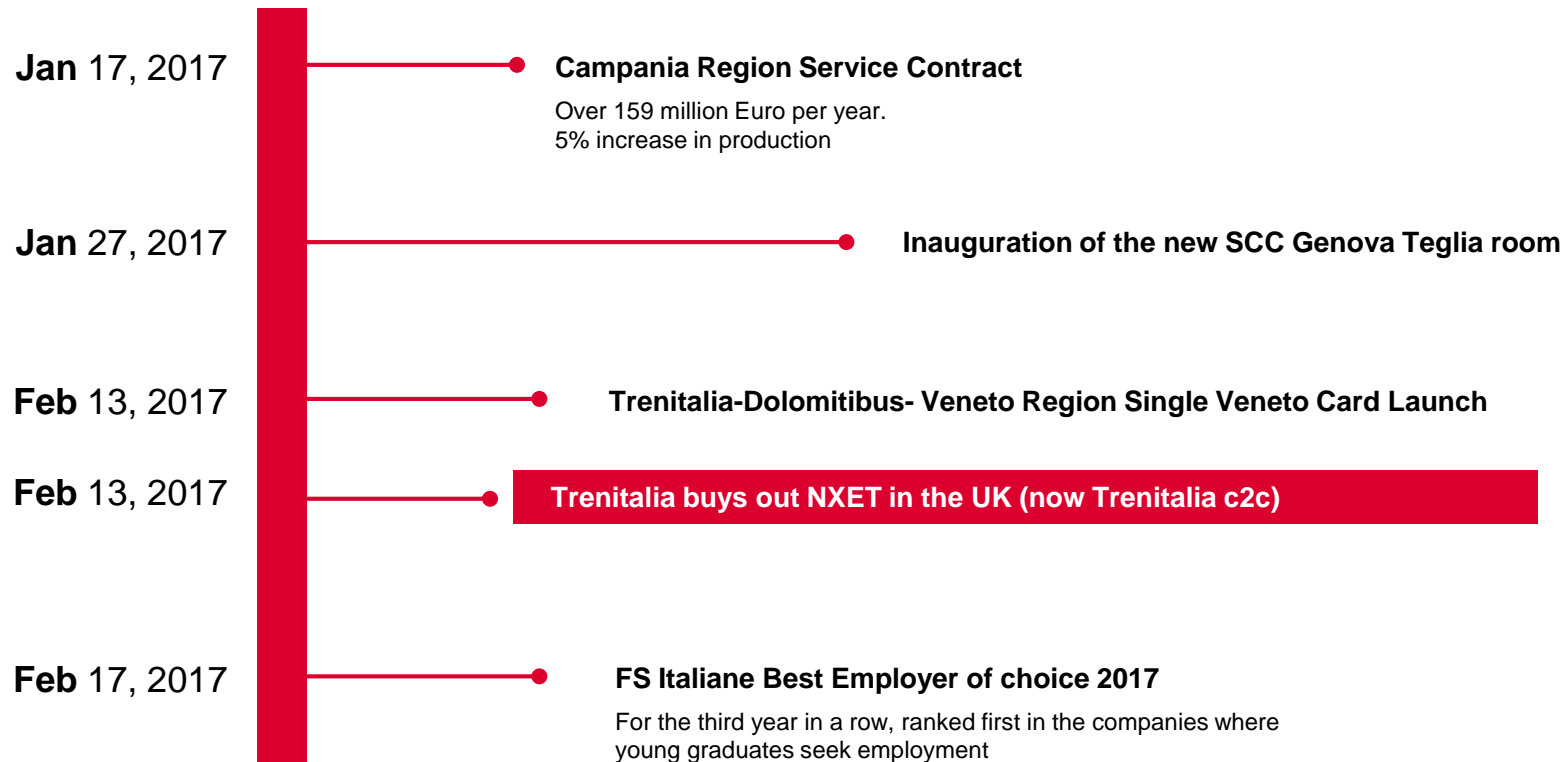 Jan 17, 2017
Campania Region Service Contract
Over 159 million Euro per year.
5% increase in production
Jan 27, 2017
Inauguration of the new SCC Genova Teglia room
Feb 13, 2017
Trenitalia-Dolomitibus- Veneto Region Single Veneto Card Launch
Feb 13, 2017
Trenitalia buys out NXET in the UK (now Trenitalia c2c)
Feb 17, 2017
FS Italiane Best Employer of choice 2017
For the third year in a row, ranked first in the companies where
young graduates seek employment